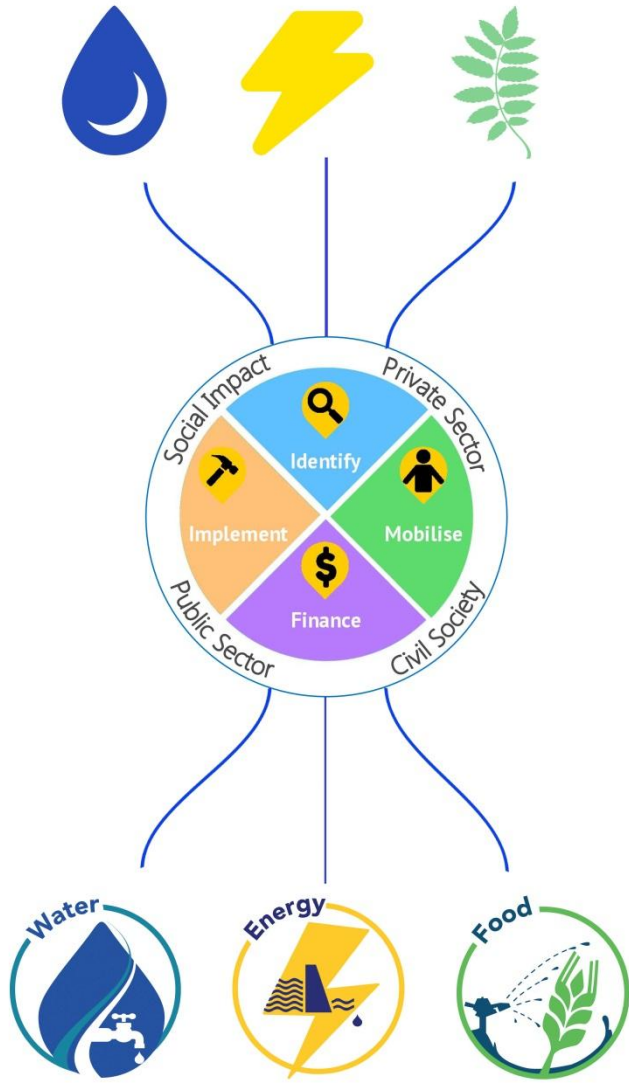 Social Impact
Private Sector
Identify
Implement
Mobilise
Finance
Public Sector
Civil Society
Water
Energy
Food